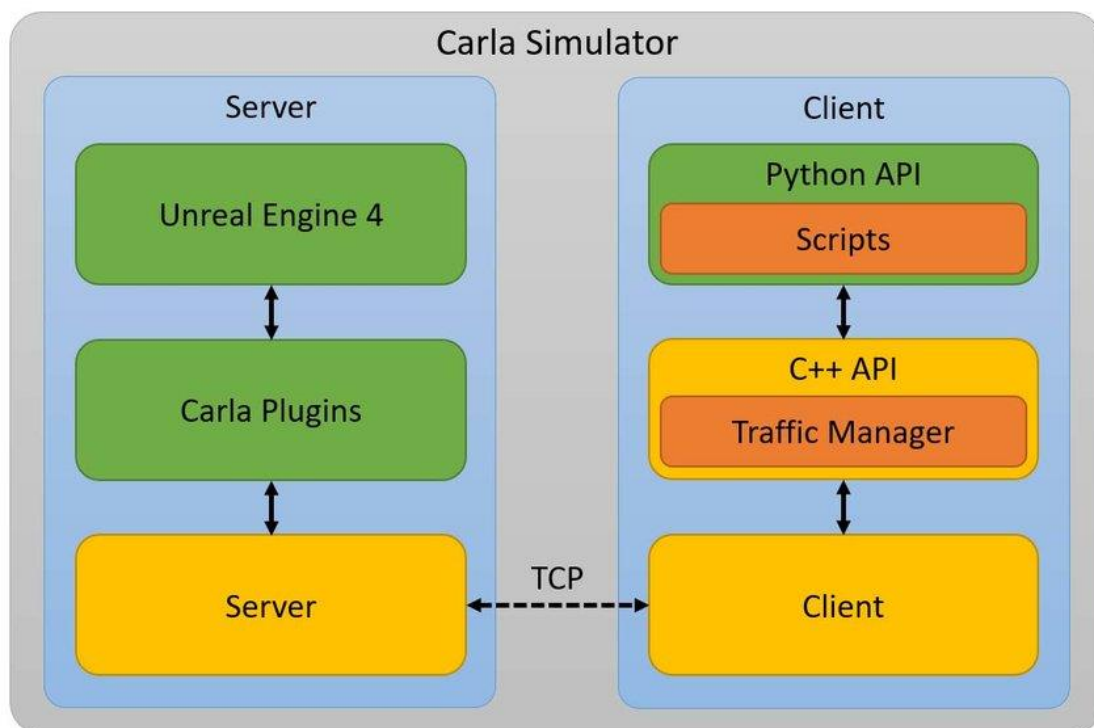 Carla Simulator
Server
Unreal Engine 4
Carla Plugins
Server
TCP
Client
Python API
Scripts
C++ API
Traffic Manager
Client